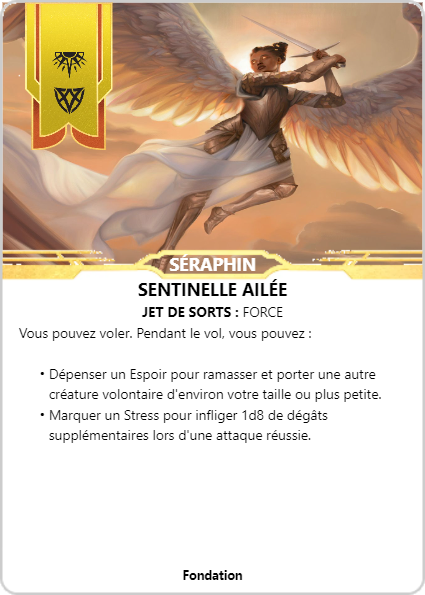 SÉRAPHIN
SENTINELLE AILÉE
JET DE SORTS : FORCE
Vous pouvez voler. Pendant le vol, vous pouvez :
• Dépenser un Espoir pour ramasser et porter une autre
créature volontaire d'environ votre taille ou plus petite.
• Marquer un Stress pour infliger 1d8 de dégâts
supplémentaires lors d'une attaque réussie.
Fondation